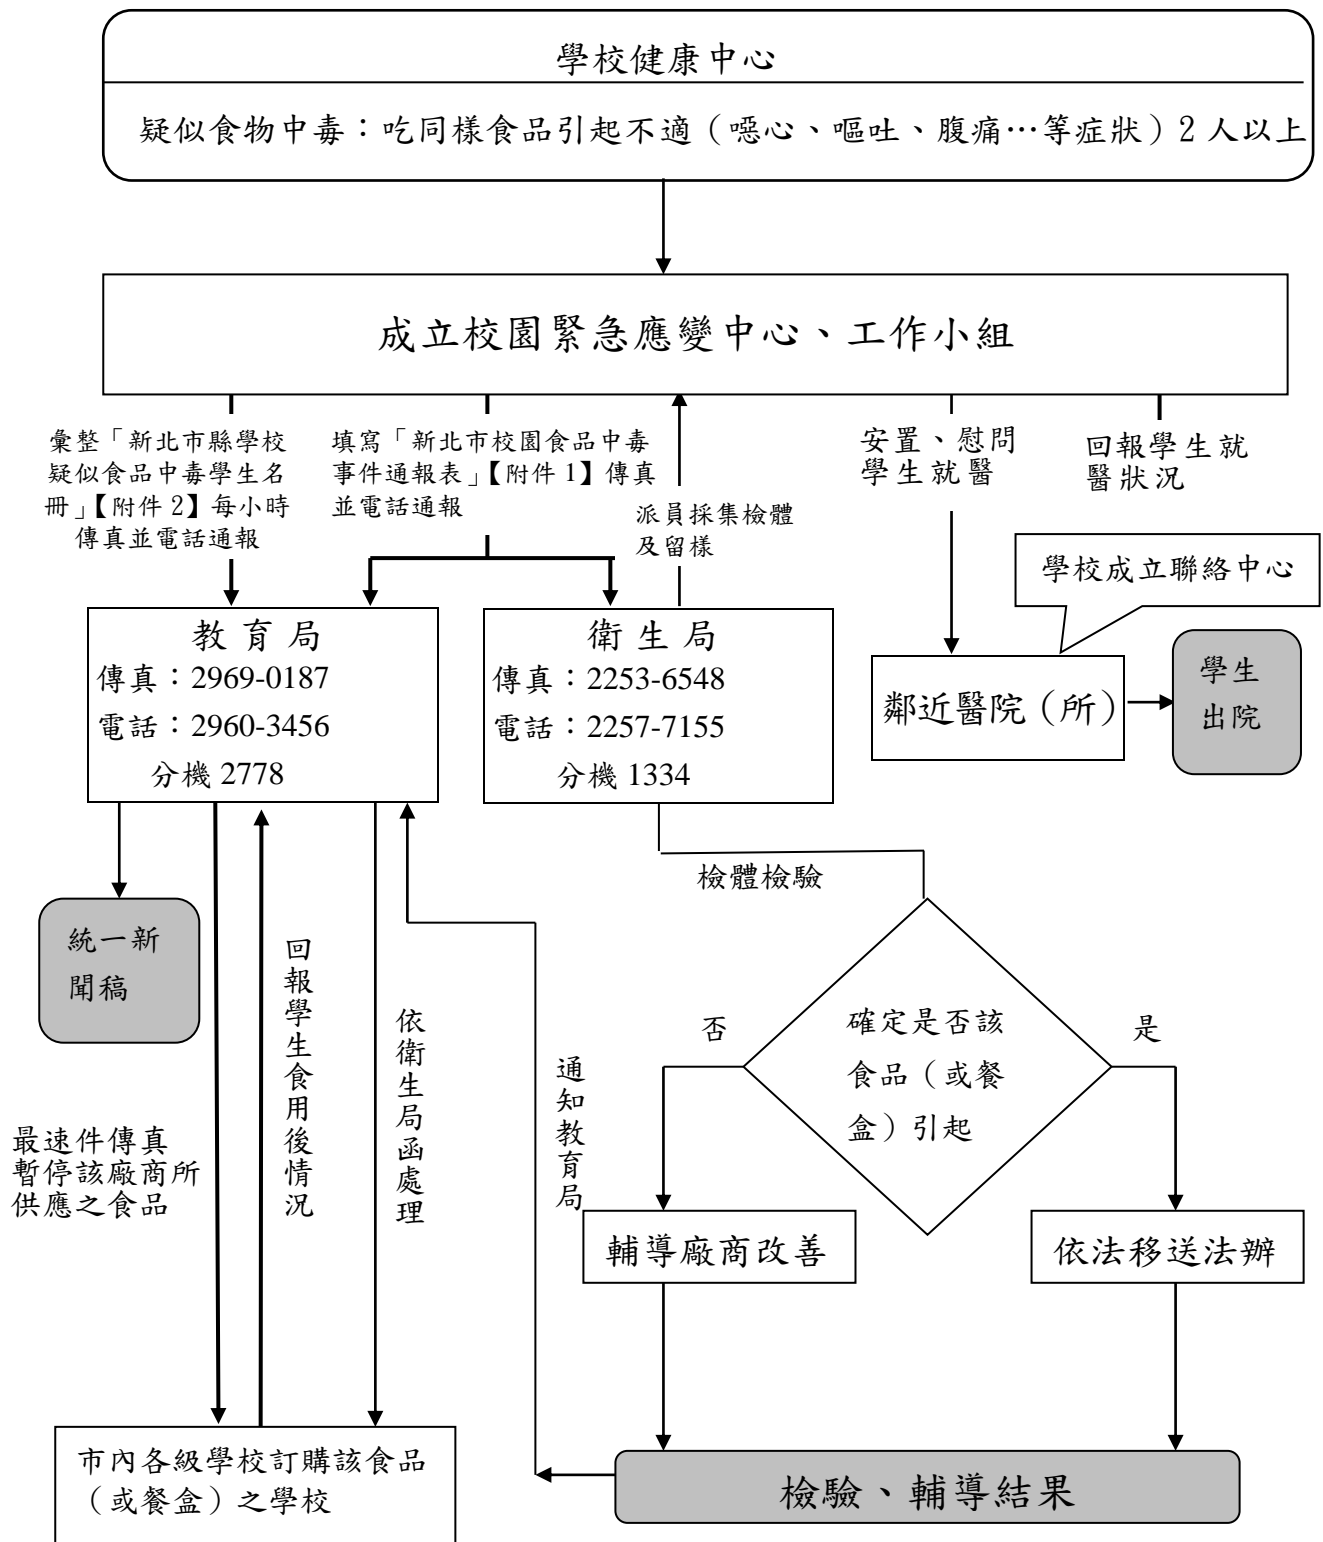 學校健康中心
疑似食物中毒：吃同樣食品引起不適（噁心、嘔吐、腹痛…等症狀）2 人以上
成立校園緊急應變中心、工作小組
彙整「新北市縣學校
疑似食品中毒學生名
冊」【附件 2】每小時
傳真並電話通報
填寫「新北市校園食品中毒
事件通報表」【附件 1】傳真
並電話通報
派員採集檢體
及留樣
安置、慰問
學生就醫
回報學生就
醫狀況
學校成立聯絡中心
教 育 局
傳真：2969-0187
電話：2960-3456
分機 2778
衛 生 局
傳真：2253-6548
電話：2257-7155
分機 1334
鄰近醫院（所）
學生
出院
檢體檢驗
統一新
聞稿
回報學生食用後情況
依衛生局函處理
通知教育局
最速件傳真
暫停該廠商所
供應之食品
否
確定是否該
食品（或餐
盒）引起
是
輔導廠商改善
依法移送法辦
市內各級學校訂購該食品
（或餐盒）之學校
檢驗、輔導結果